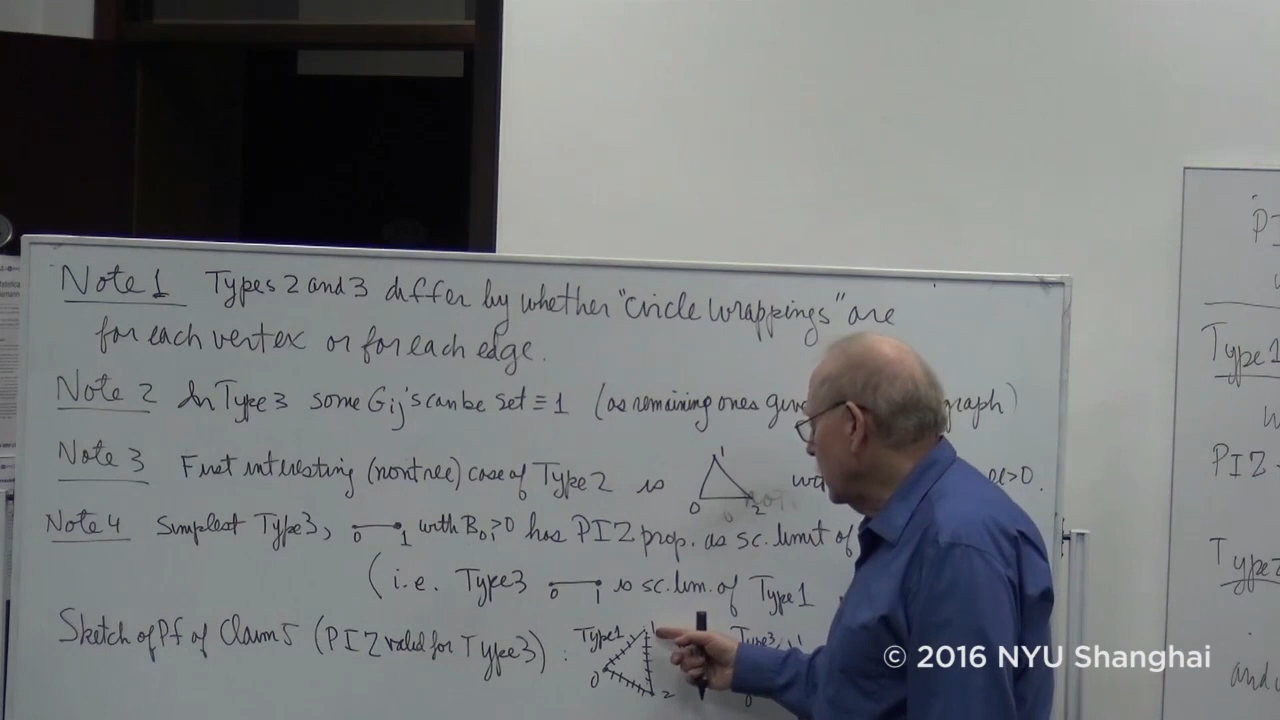 Note 1 Types 2 and 3 differ by whether "circle wrappings" are
for each vertex or for each edge.
Note 2 In Type 3 some Gij's can be set ≡ 1 (as remaining ones graph)
Note 3 First interesting (nontree) case of Type 2 is 0 1 2 >0.
Note 4 Simplest Type 3, 0 1 with B01>0 has PIZ prop. as sc. limit of
(i.e. Type 3 0 1 is sc. lim. of Type 1
Sketch of Pf of Claim 5 (PIZ valid for Type 3) : Type 1 0 1 2 Type 3
Type 1
PIZ
Type 2
© 2016 NYU Shanghai